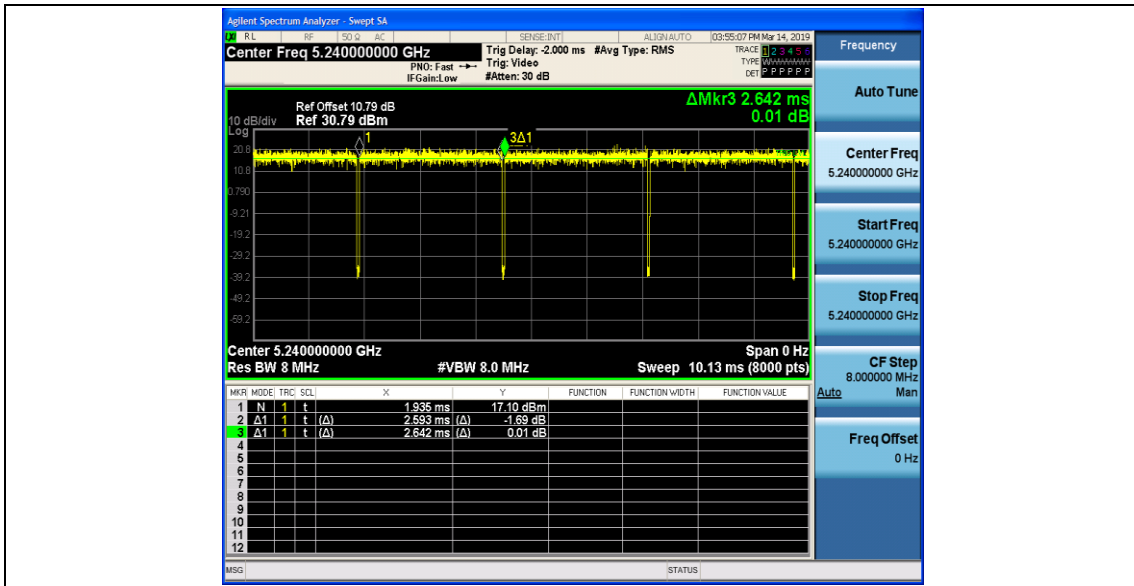 Agilent Spectrum Analyzer - Swept SA
RL RF 50 Ω AC SENSE:INT ALIGN AUTO 03:55:07 PM Mar 14, 2019
Center Freq 5.240000000 GHz Trig Delay: -2.000 ms #Avg Type: RMS TRACE 1 2 3 4 5 6
PNO: Fast Trig: Video TYPE
IFGain:Low #Atten: 30 dB DET P P P P P P
Frequency
Auto Tune
Center Freq
5.240000000 GHz
Start Freq
5.240000000 GHz
Stop Freq
5.240000000 GHz
CF Step
8.000000 MHz
Auto Man
Freq Offset
0 Hz
ΔMkr3 2.642 ms
0.01 dB
Ref Offset 10.79 dB
10 dB/div Ref 30.79 dBm
Log
1 3Δ1
20.8
10.8
0.790
-9.21
-19.2
-29.2
-39.2
-49.2
-59.2
Center 5.240000000 GHz Span 0 Hz
Res BW 8 MHz #VBW 8.0 MHz Sweep 10.13 ms (8000 pts)
MKR MODE TRC SCL X Y FUNCTION FUNCTION WIDTH FUNCTION VALUE
1 N 1 t 1.935 ms 17.10 dBm
2 Δ1 1 t (Δ) 2.593 ms (Δ) -1.69 dB
3 Δ1 1 t (Δ) 2.642 ms (Δ) 0.01 dB
4
5
6
7
8
9
10
11
12
MSG STATUS